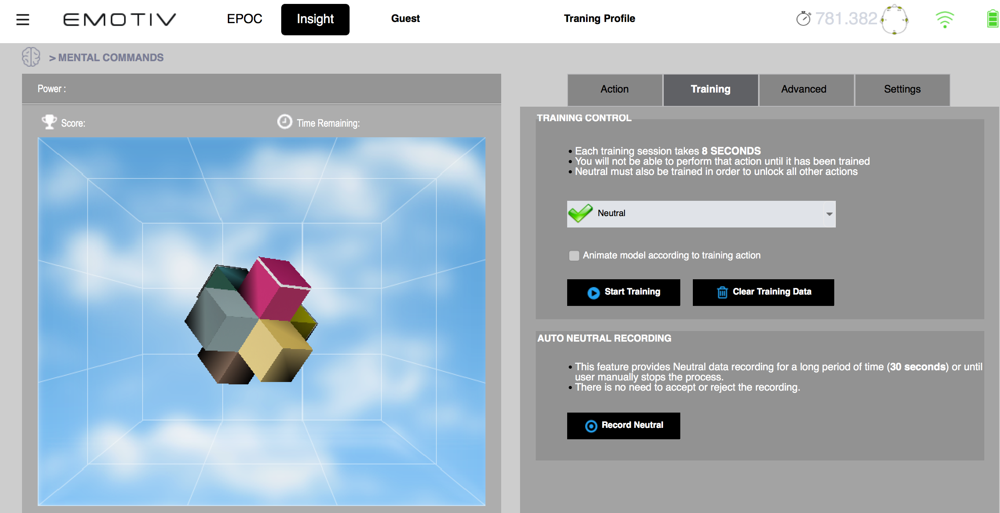 EMOTIV
EPOC
Insight
Guest
Traning Profile
781.382
> MENTAL COMMANDS
Power :
Score:
Time Remaining:
Action
Training
Advanced
Settings
TRAINING CONTROL
• Each training session takes 8 SECONDS
• You will not be able to perform that action until it has been trained
• Neutral must also be trained in order to unlock all other actions
Neutral
Animate model according to training action
Start Training
Clear Training Data
AUTO NEUTRAL RECORDING
• This feature provides Neutral data recording for a long period of time (30 seconds) or until
user manually stops the process.
• There is no need to accept or reject the recording.
Record Neutral